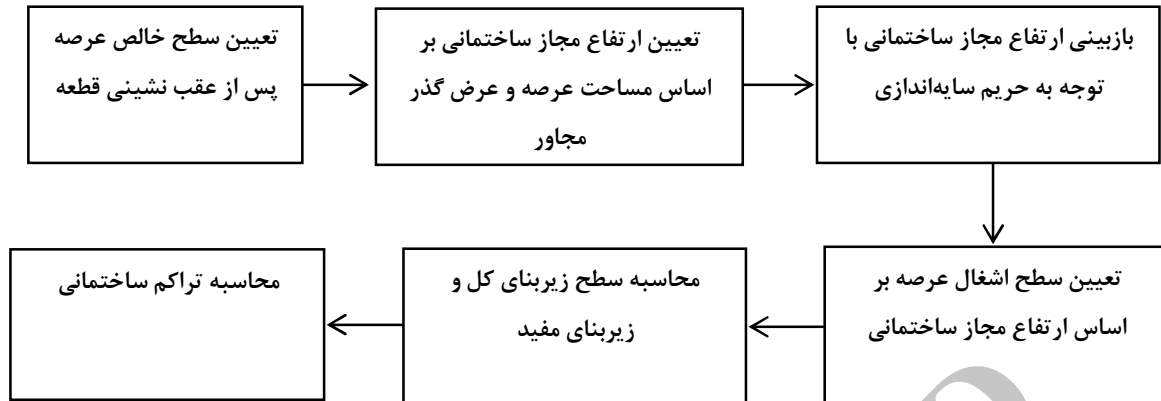 تعیین سطح خالص عرصه
پس از عقب نشینی قطعه
تعیین ارتفاع مجاز ساختمانی بر
اساس مساحت عرصه و عرض گذر
مجاور
بازبینی ارتفاع مجاز ساختمانی با
توجه به حریم سایه‌اندازی
تعیین سطح اشغال عرصه بر
اساس ارتفاع مجاز ساختمانی
محاسبه سطح زیربنای کل و
زیربنای مفید
محاسبه تراکم ساختمانی